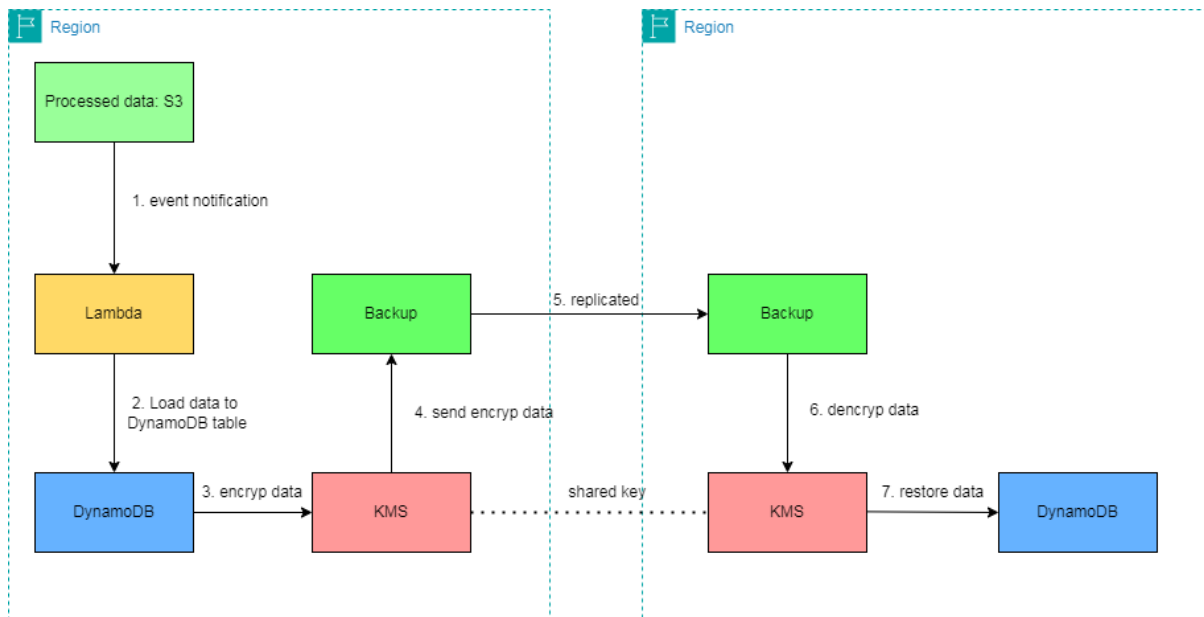 Region
Region
Processed data: S3
1. event notification
Lambda
Backup
5. replicated
Backup
2. Load data to
DynamoDB table
4. send encryp data
6. dencryp data
DynamoDB
3. encryp data
KMS
shared key
KMS
7. restore data
DynamoDB